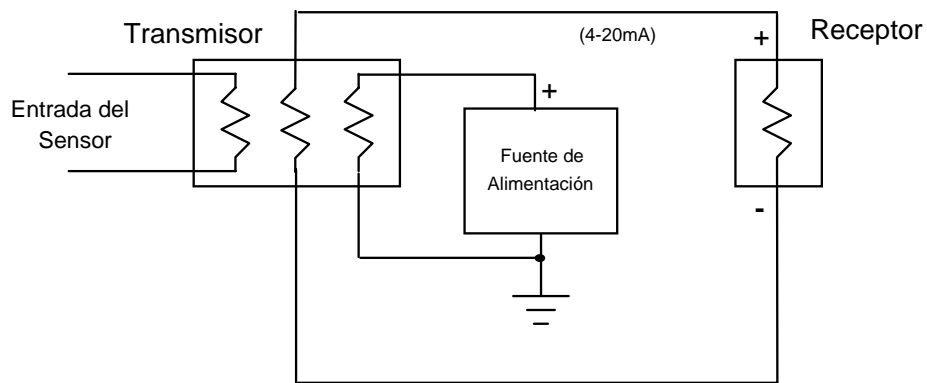 Transmisor
(4-20mA)
+
Receptor
Entrada del
Sensor
+
Fuente de
Alimentación
-